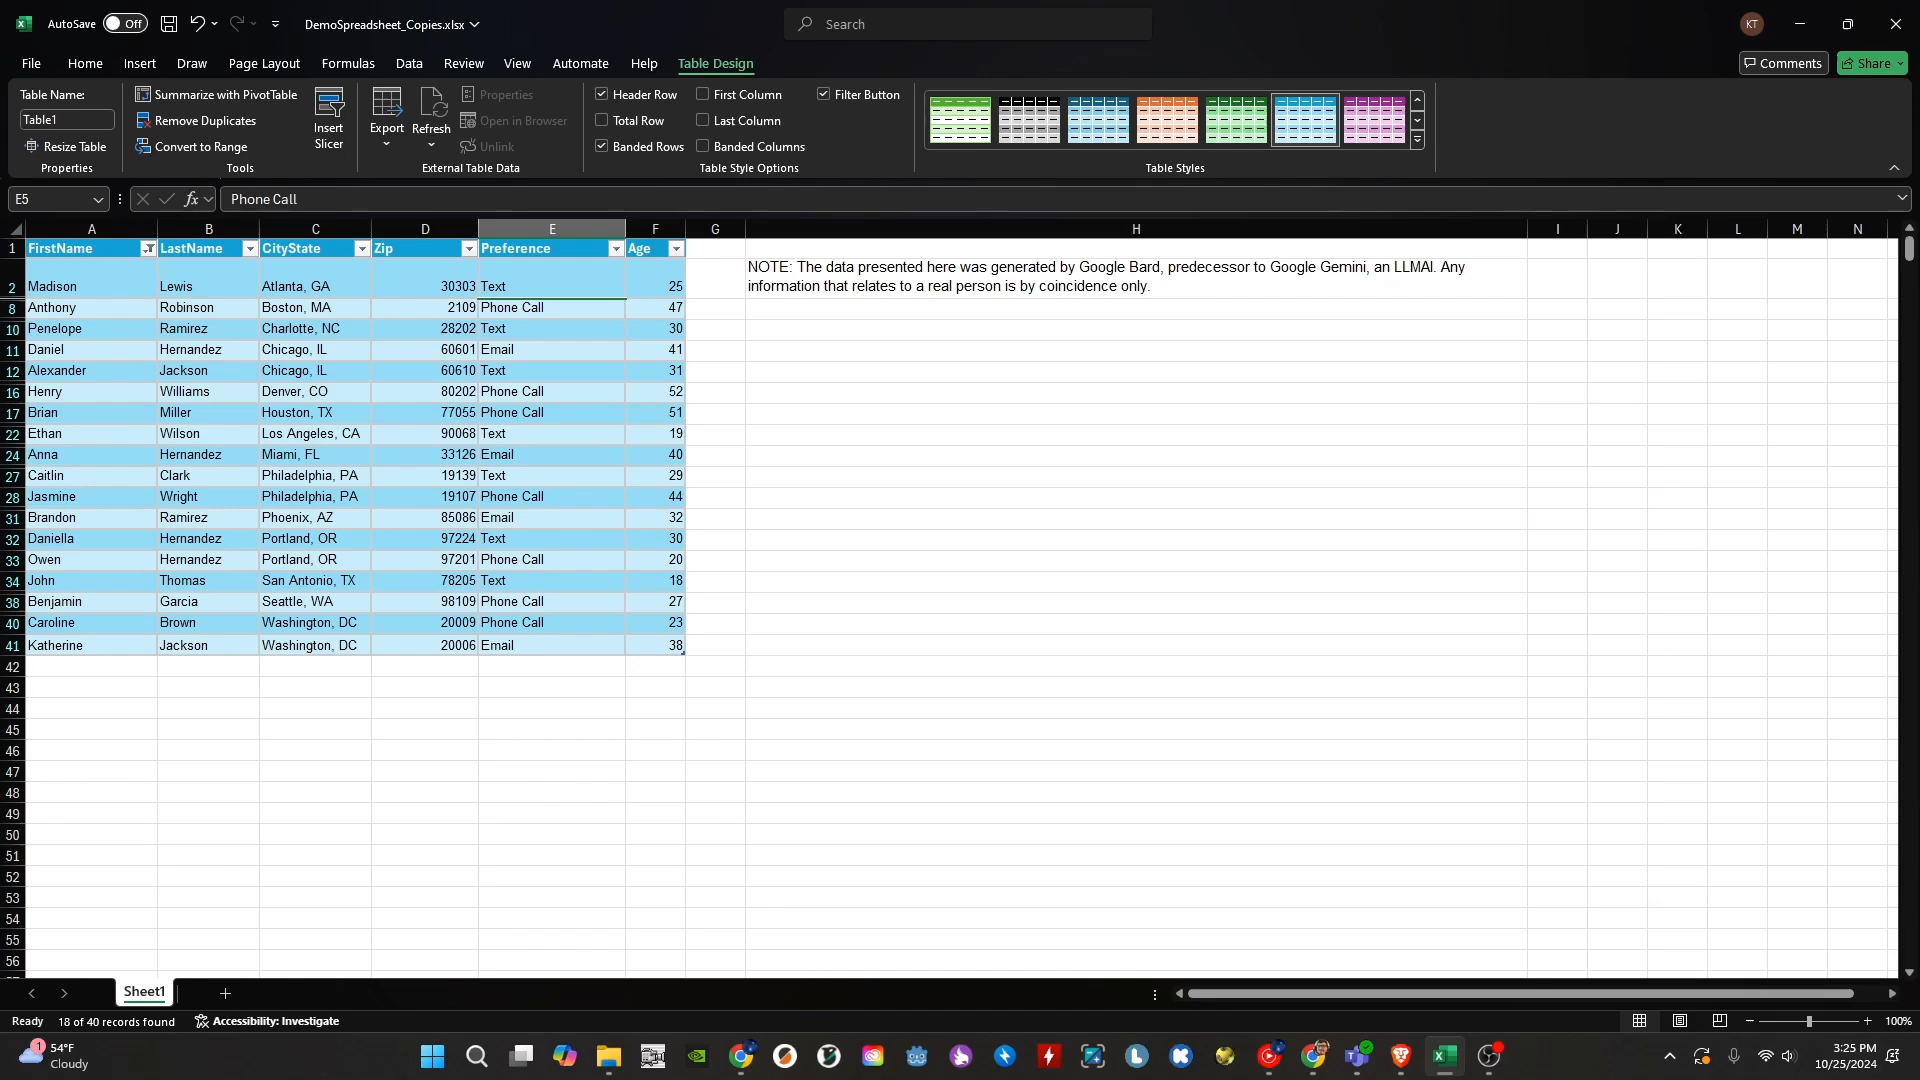 AutoSave Off DemoSpreadsheet_Copies.xlsx Search KT
File Home Insert Draw Page Layout Formulas Data Review View Automate Help Table Design Comments Share
Table Name:
Table1
Resize Table
Properties
Summarize with PivotTable
Remove Duplicates
Convert to Range
Insert
Slicer
Tools
Export
Refresh
Properties
Open in Browser
Unlink
External Table Data
Header Row First Column Filter Button
Total Row Last Column
Banded Rows Banded Columns
Table Style Options
Table Styles
E5 fx Phone Call
A B C D E F G H I J K L M N
1 FirstName LastName CityState Zip Preference Age
NOTE: The data presented here was generated by Google Bard, predecessor to Google Gemini, an LLMAI. Any
information that relates to a real person is by coincidence only.
2 Madison Lewis Atlanta, GA 30303 Text 25
8 Anthony Robinson Boston, MA 2109 Phone Call 47
10 Penelope Ramirez Charlotte, NC 28202 Text 30
11 Daniel Hernandez Chicago, IL 60601 Email 41
12 Alexander Jackson Chicago, IL 60610 Text 31
16 Henry Williams Denver, CO 80202 Phone Call 52
17 Brian Miller Houston, TX 77055 Phone Call 51
22 Ethan Wilson Los Angeles, CA 90068 Text 19
24 Anna Hernandez Miami, FL 33126 Email 40
27 Caitlin Clark Philadelphia, PA 19139 Text 29
28 Jasmine Wright Philadelphia, PA 19107 Phone Call 44
31 Brandon Ramirez Phoenix, AZ 85086 Email 32
32 Daniella Hernandez Portland, OR 97224 Text 30
33 Owen Hernandez Portland, OR 97201 Phone Call 20
34 John Thomas San Antonio, TX 78205 Text 18
38 Benjamin Garcia Seattle, WA 98109 Phone Call 27
40 Caroline Brown Washington, DC 20009 Phone Call 23
41 Katherine Jackson Washington, DC 20006 Email 38
42
43
44
45
46
47
48
49
50
51
52
53
54
55
56
Sheet1
Ready 18 of 40 records found Accessibility: Investigate 100%
1 54°F
Cloudy
3:25 PM
10/25/2024